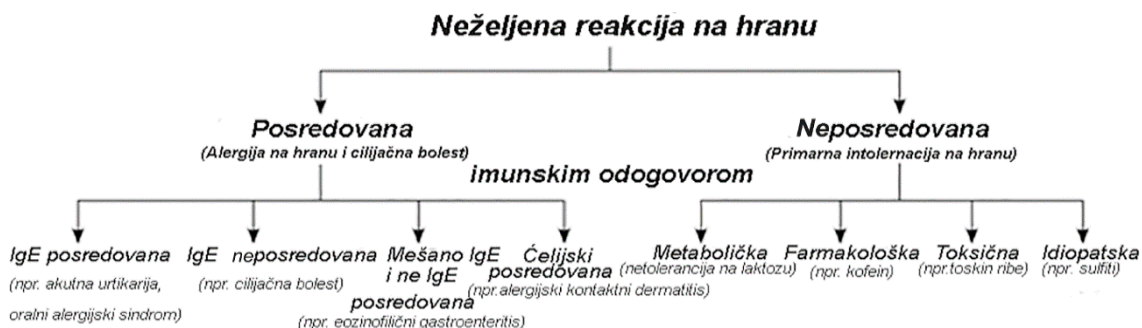 Neželjena reakcija na hranu
Posredovana
(Alergija na hranu i cilijačna bolest)
Neposredovana
(Primarna intolernacija na hranu)
imunskim odogovorom
IgE posredovana
(npr. akutna urtikarija,
oralni alergijski sindrom)
IgE neposredovana
(npr. cilijačna bolest)
Mešano IgE
i ne IgE
posredovana
(npr. eozinofilični gastroenteritis)
Ćelijski
posredovana
(npr.alergijski kontaktni dermatitis)
Metabolička
(netolerancija na laktozu)
Farmakološka
(npr. kofein)
Toksična
(npr.toskin ribe)
Idiopatska
(npr. sulfiti)